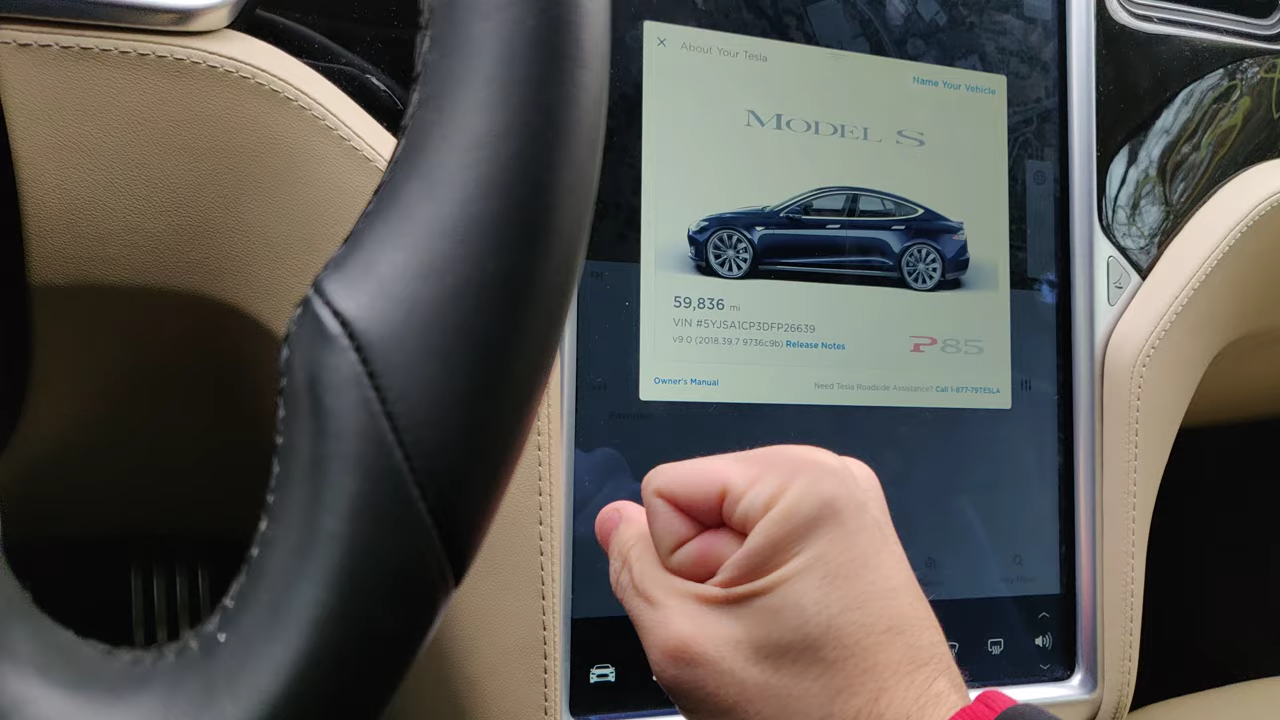 About Your Tesla
Name Your Vehicle
MODEL S
59,836 mi
VIN #5YJSA1CP3DFP26639
v9.0 (2018.39.7 9736c9b) Release Notes
P85
Owner's Manual
Need Tesla Roadside Assistance? Call 1-877-79TESLA